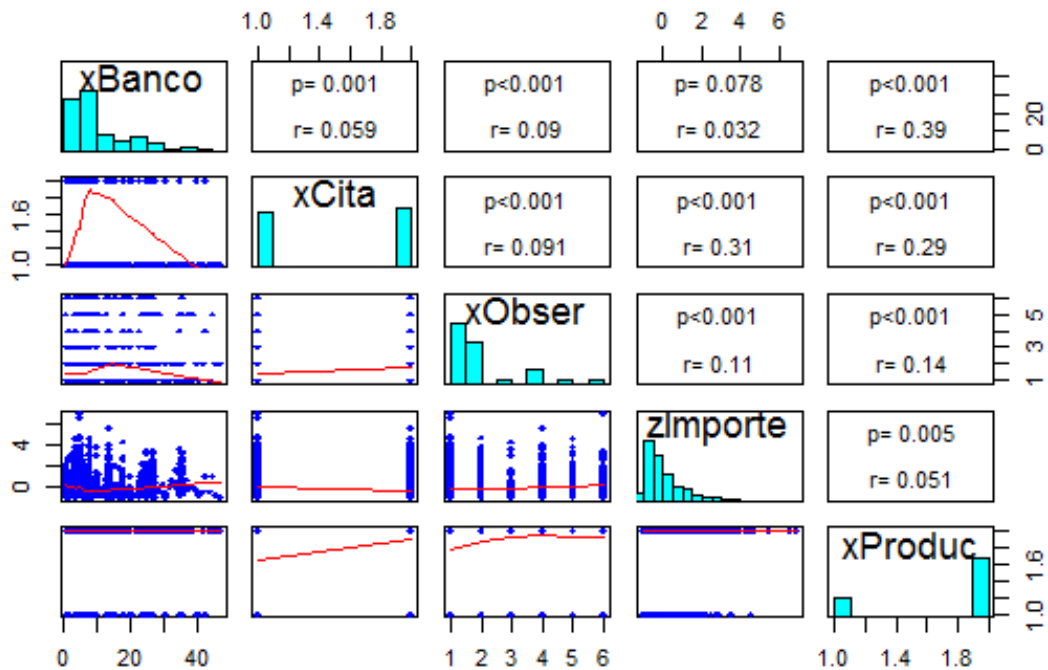 1.0 1.4 1.8
0 2 4 6
xBanco
p= 0.001
r= 0.059
p<0.001
r= 0.09
p= 0.078
r= 0.032
p<0.001
r= 0.39
0 20
1.0 1.6
xCita
p<0.001
r= 0.091
p<0.001
r= 0.31
p<0.001
r= 0.29
xObser
p<0.001
r= 0.11
p<0.001
r= 0.14
1 3 5
0 4
zImporte
p= 0.005
r= 0.051
xProduc
1.0 1.6
0 20 40
1 2 3 4 5 6
1.0 1.4 1.8